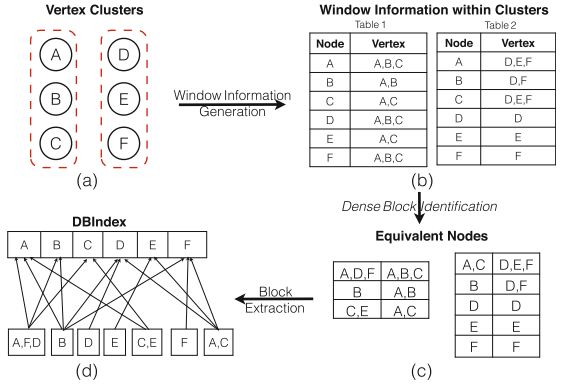 Vertex Clusters
A
D
B
E
C
F
(a)
Window Information
Generation
Window Information within Clusters
Table 1
Table 2
Node Vertex
A A,B,C
B A,B
C A,C
D A,B,C
E A,C
F A,B,C
Node Vertex
A D,E,F
B D,F
C D,E,F
D D
E E
F F
(b)
Dense Block Identification
Equivalent Nodes
A,D,F A,B,C
B A,B
C,E A,C
A,C D,E,F
B D,F
D D
E E
F F
(c)
Block
Extraction
DBIndex
A B C D E F
A,F,D B D E C,E F A,C
(d)